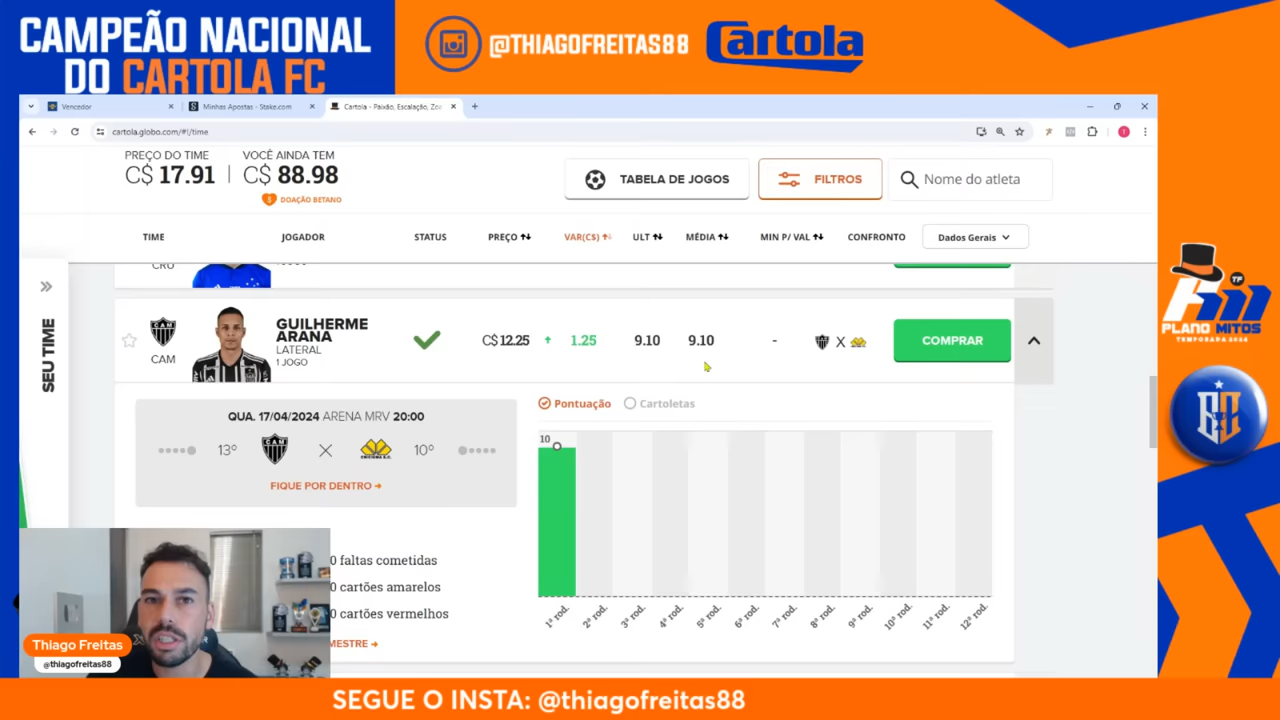 CAMPEÃO NACIONAL
DO CARTOLA FC
@THIAGOFREITAS88
Cartola
Vencedor
Minhas Apostas - Stake.com
Cartola - Paixão, Escalação, Zoa
cartola.globo.com/#!/time
PREÇO DO TIME
C$ 17.91
VOCÊ AINDA TEM
C$ 88.98
DOAÇÃO BETANO
TABELA DE JOGOS
FILTROS
Nome do atleta
TIME JOGADOR STATUS PREÇO VAR(C$) ULT MÉDIA MIN P/ VAL CONFRONTO Dados Gerais
SEU TIME
CRU
CAM
GUILHERME
ARANA
LATERAL
1 JOGO
C$ 12.25 1.25 9.10 9.10 - X
COMPRAR
QUA. 17/04/2024 ARENA MRV 20:00
13º X 10º
FIQUE POR DENTRO
Pontuação Cartoletas
10
1ª rod. 2ª rod. 3ª rod. 4ª rod. 5ª rod. 6ª rod. 7ª rod. 8ª rod. 9ª rod. 10ª rod. 11ª rod. 12ª rod.
0 faltas cometidas
0 cartões amarelos
0 cartões vermelhos
MESTRE
Thiago Freitas
@thiagofreitas88
TF
PLANO MITOS
TEMPORADA 2024
SEGUE O INSTA: @thiagofreitas88